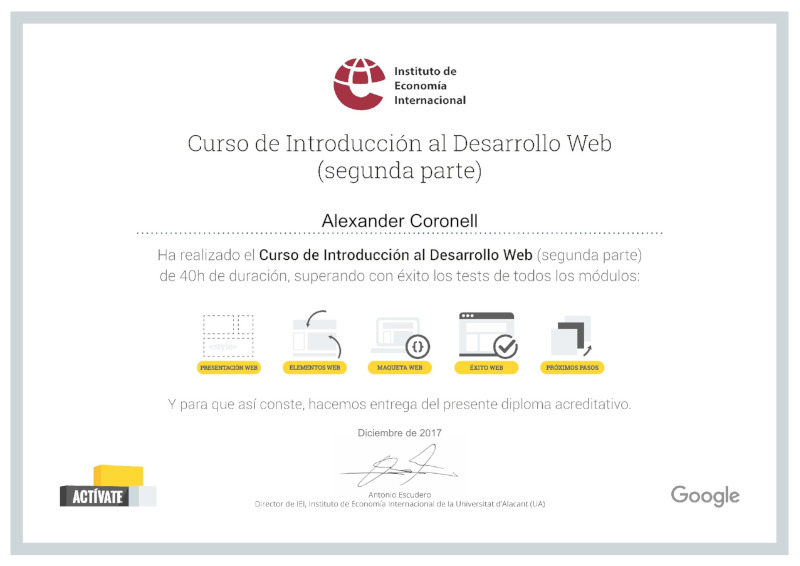 Instituto de
Economía
Internacional
Curso de Introducción al Desarrollo Web
(segunda parte)
Alexander Coronell
Ha realizado el Curso de Introducción al Desarrollo Web (segunda parte)
de 40h de duración, superando con éxito los tests de todos los módulos:
<style>
{}
PRESENTACIÓN WEB
ELEMENTOS WEB
MAQUETA WEB
ÉXITO WEB
PRÓXIMOS PASOS
Y para que así conste, hacemos entrega del presente diploma acreditativo.
Diciembre de 2017
Antonio Escudero
Director de IEI, Instituto de Economía Internacional de la Universitat d'Alacant (UA)
ACTÍVATE
Google